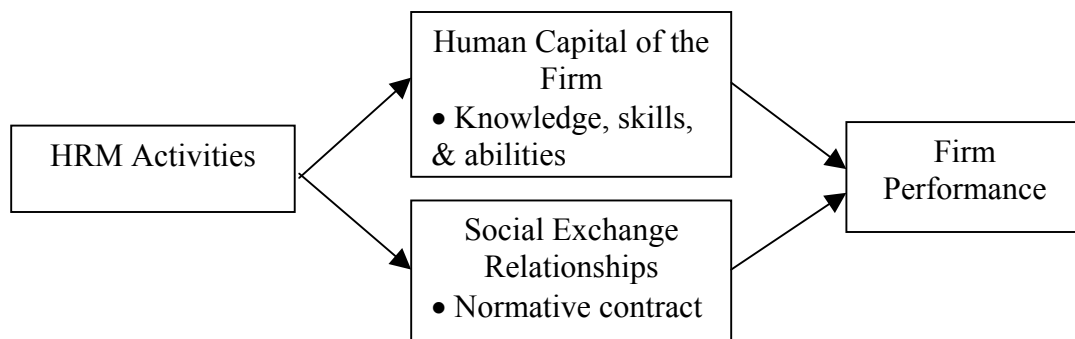 HRM Activities
Human Capital of the
Firm
• Knowledge, skills,
& abilities
Social Exchange
Relationships
• Normative contract
Firm
Performance